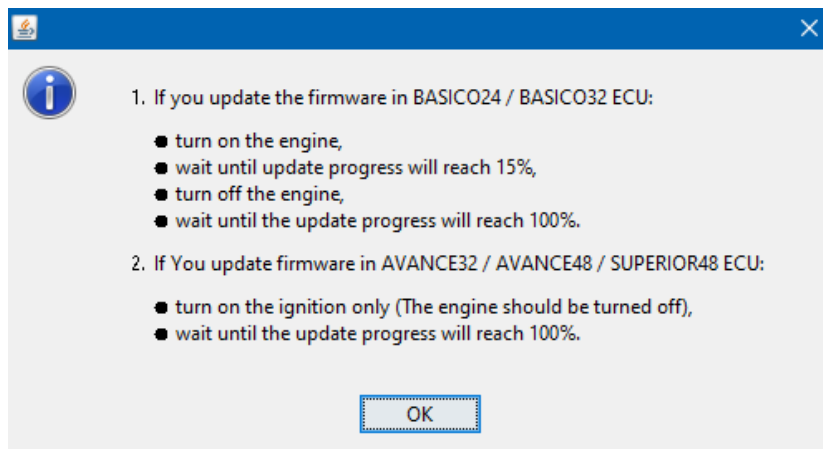 1. If you update the firmware in BASICO24 / BASICO32 ECU:
● turn on the engine,
● wait until update progress will reach 15%,
● turn off the engine,
● wait until the update progress will reach 100%.
2. If You update firmware in AVANCE32 / AVANCE48 / SUPERIOR48 ECU:
● turn on the ignition only (The engine should be turned off),
● wait until the update progress will reach 100%.
OK